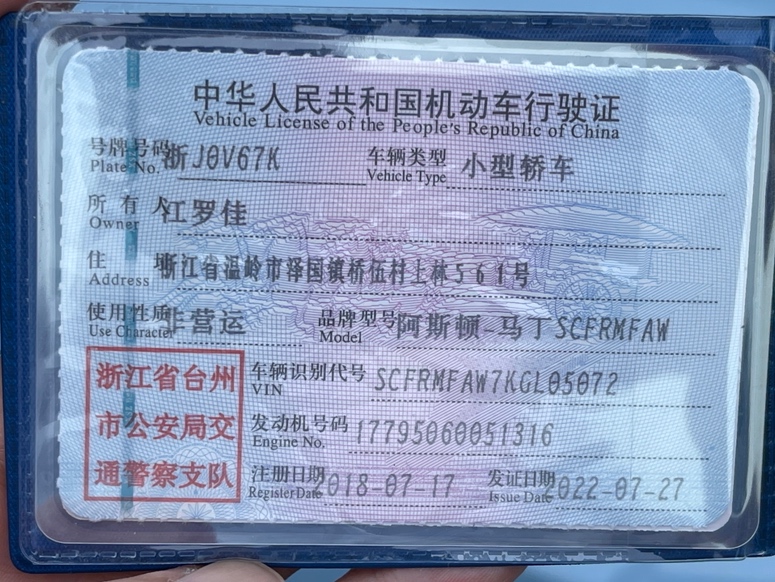 中华人民共和国机动车行驶证
Vehicle License of the People's Republic of China
号牌号码 浙J0V67K 车辆类型 小型轿车
Plate No. Vehicle Type
所有人 江罗佳
Owner
住址 浙江省温岭市泽国镇桥伍村上林561号
Address
使用性质 非营运 品牌型号 阿斯顿-马丁SCFRMFAW
Use Character Model
浙江省台州
市公安局交
通警察支队
车辆识别代号 SCFRMFAW7KGL05072
VIN
发动机号码 17795060051316
Engine No.
注册日期 2018-07-17 发证日期 2022-07-27
Register Date Issue Date